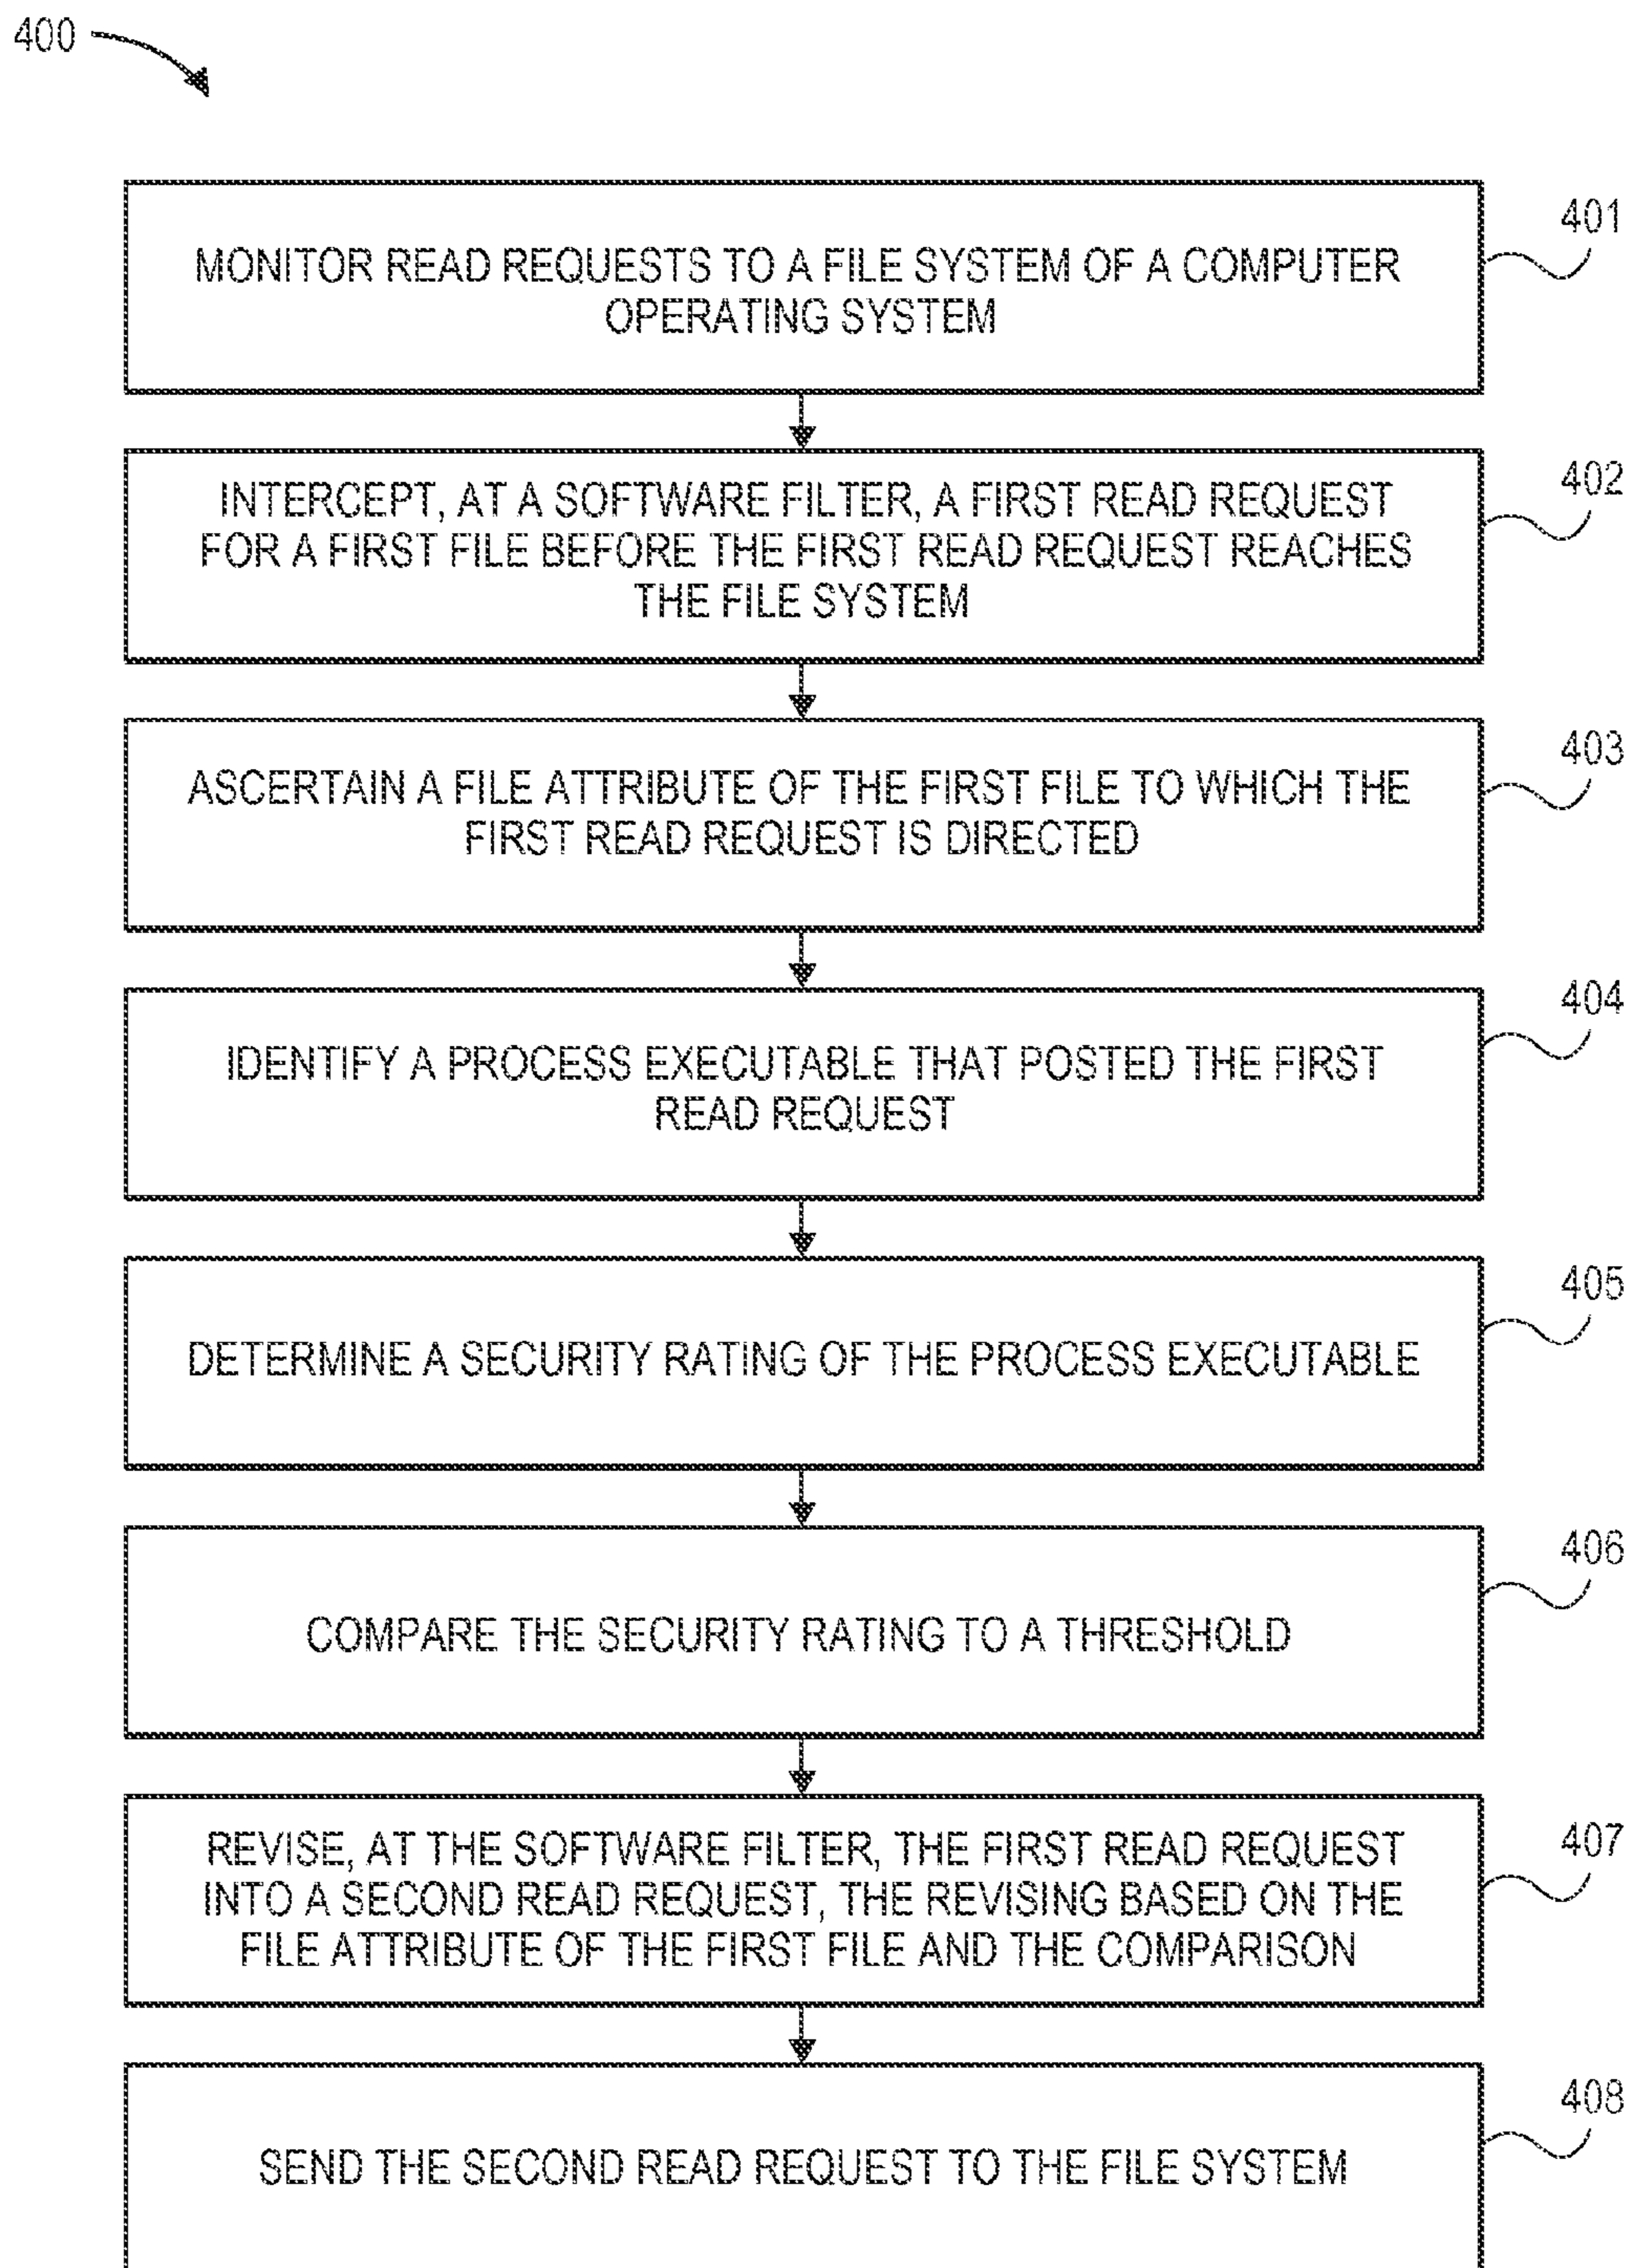 400
401
MONITOR READ REQUESTS TO A FILE SYSTEM OF A COMPUTER
OPERATING SYSTEM
402
INTERCEPT, AT A SOFTWARE FILTER, A FIRST READ REQUEST
FOR A FIRST FILE BEFORE THE FIRST READ REQUEST REACHES
THE FILE SYSTEM
403
ASCERTAIN A FILE ATTRIBUTE OF THE FIRST FILE TO WHICH THE
FIRST READ REQUEST IS DIRECTED
404
IDENTIFY A PROCESS EXECUTABLE THAT POSTED THE FIRST
READ REQUEST
405
DETERMINE A SECURITY RATING OF THE PROCESS EXECUTABLE
406
COMPARE THE SECURITY RATING TO A THRESHOLD
407
REVISE, AT THE SOFTWARE FILTER, THE FIRST READ REQUEST
INTO A SECOND READ REQUEST, THE REVISING BASED ON THE
FILE ATTRIBUTE OF THE FIRST FILE AND THE COMPARISON
408
SEND THE SECOND READ REQUEST TO THE FILE SYSTEM